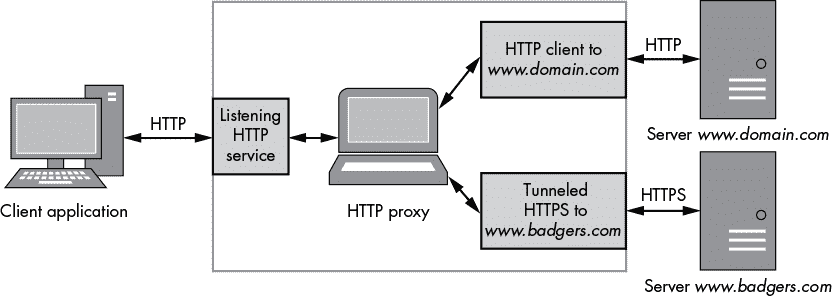 HTTP
Client application
Listening
HTTP
service
HTTP proxy
HTTP client to
www.domain.com
HTTP
Server www.domain.com
Tunneled
HTTPS to
www.badgers.com
HTTPS
Server www.badgers.com